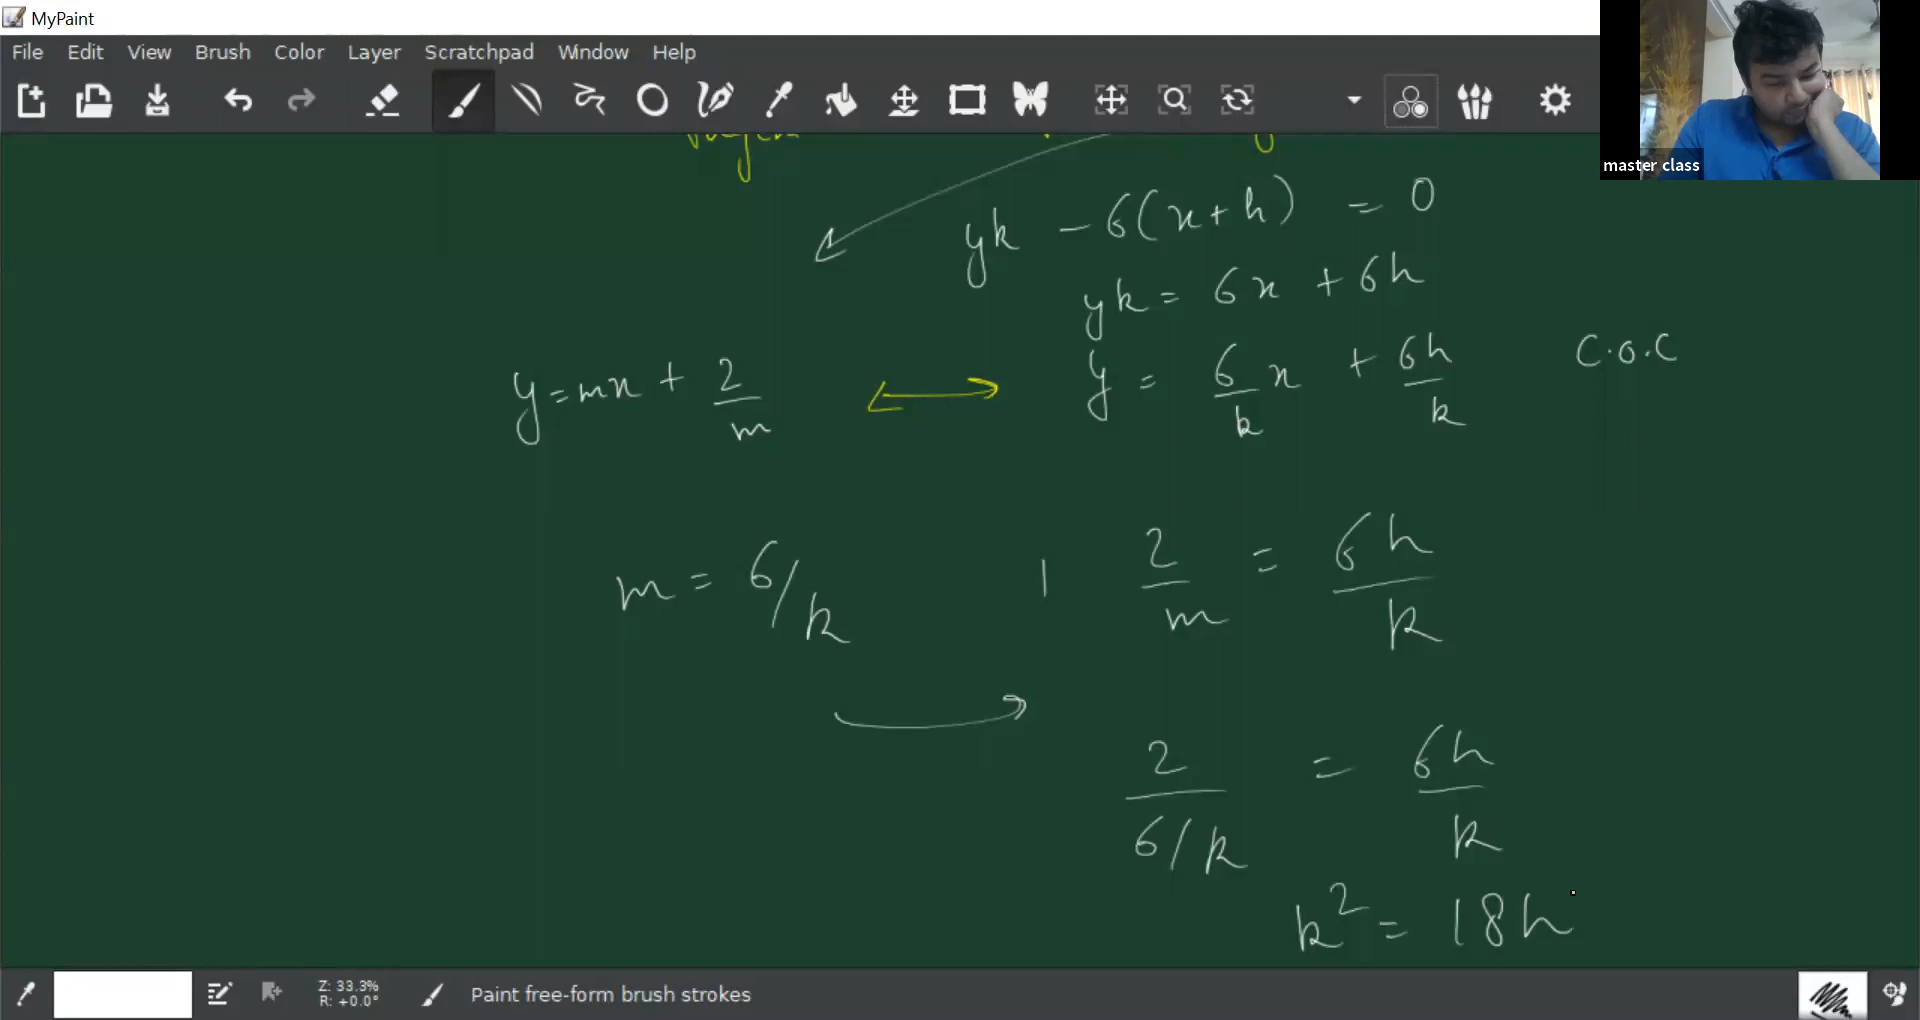 MyPaint
File Edit View Brush Color Layer Scratchpad Window Help
master class
yk - 6(x+h) = 0
yk = 6x + 6h
y = mx + 2/m
y = 6/k x + 6h/k
C.O.C
m = 6/k , 2/m = 6h/k
2/6/k = 6h/k
k² = 18h
Z: 33.3%
R: +0.0°
Paint free-form brush strokes